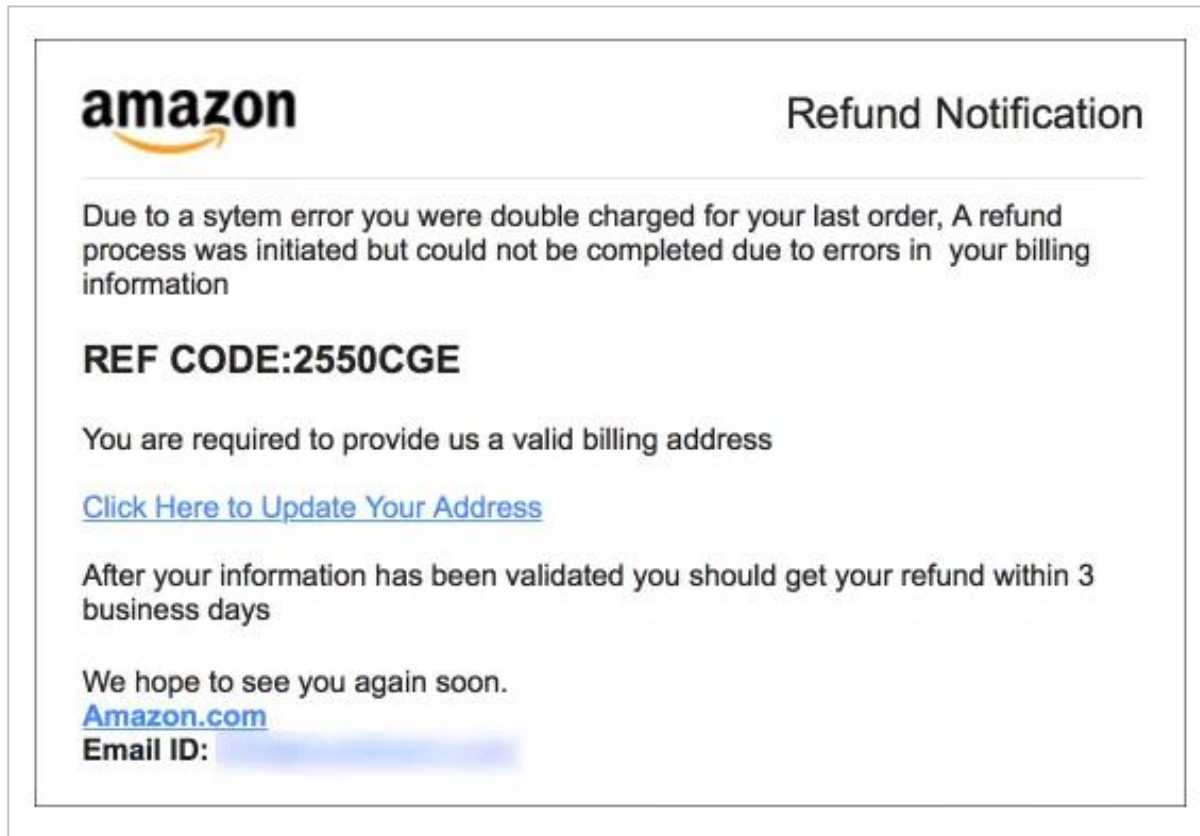 amazon
Refund Notification
Due to a sytem error you were double charged for your last order, A refund
process was initiated but could not be completed due to errors in  your billing
information
REF CODE:2550CGE
You are required to provide us a valid billing address
Click Here to Update Your Address
After your information has been validated you should get your refund within 3
business days
We hope to see you again soon.
Amazon.com
Email ID: